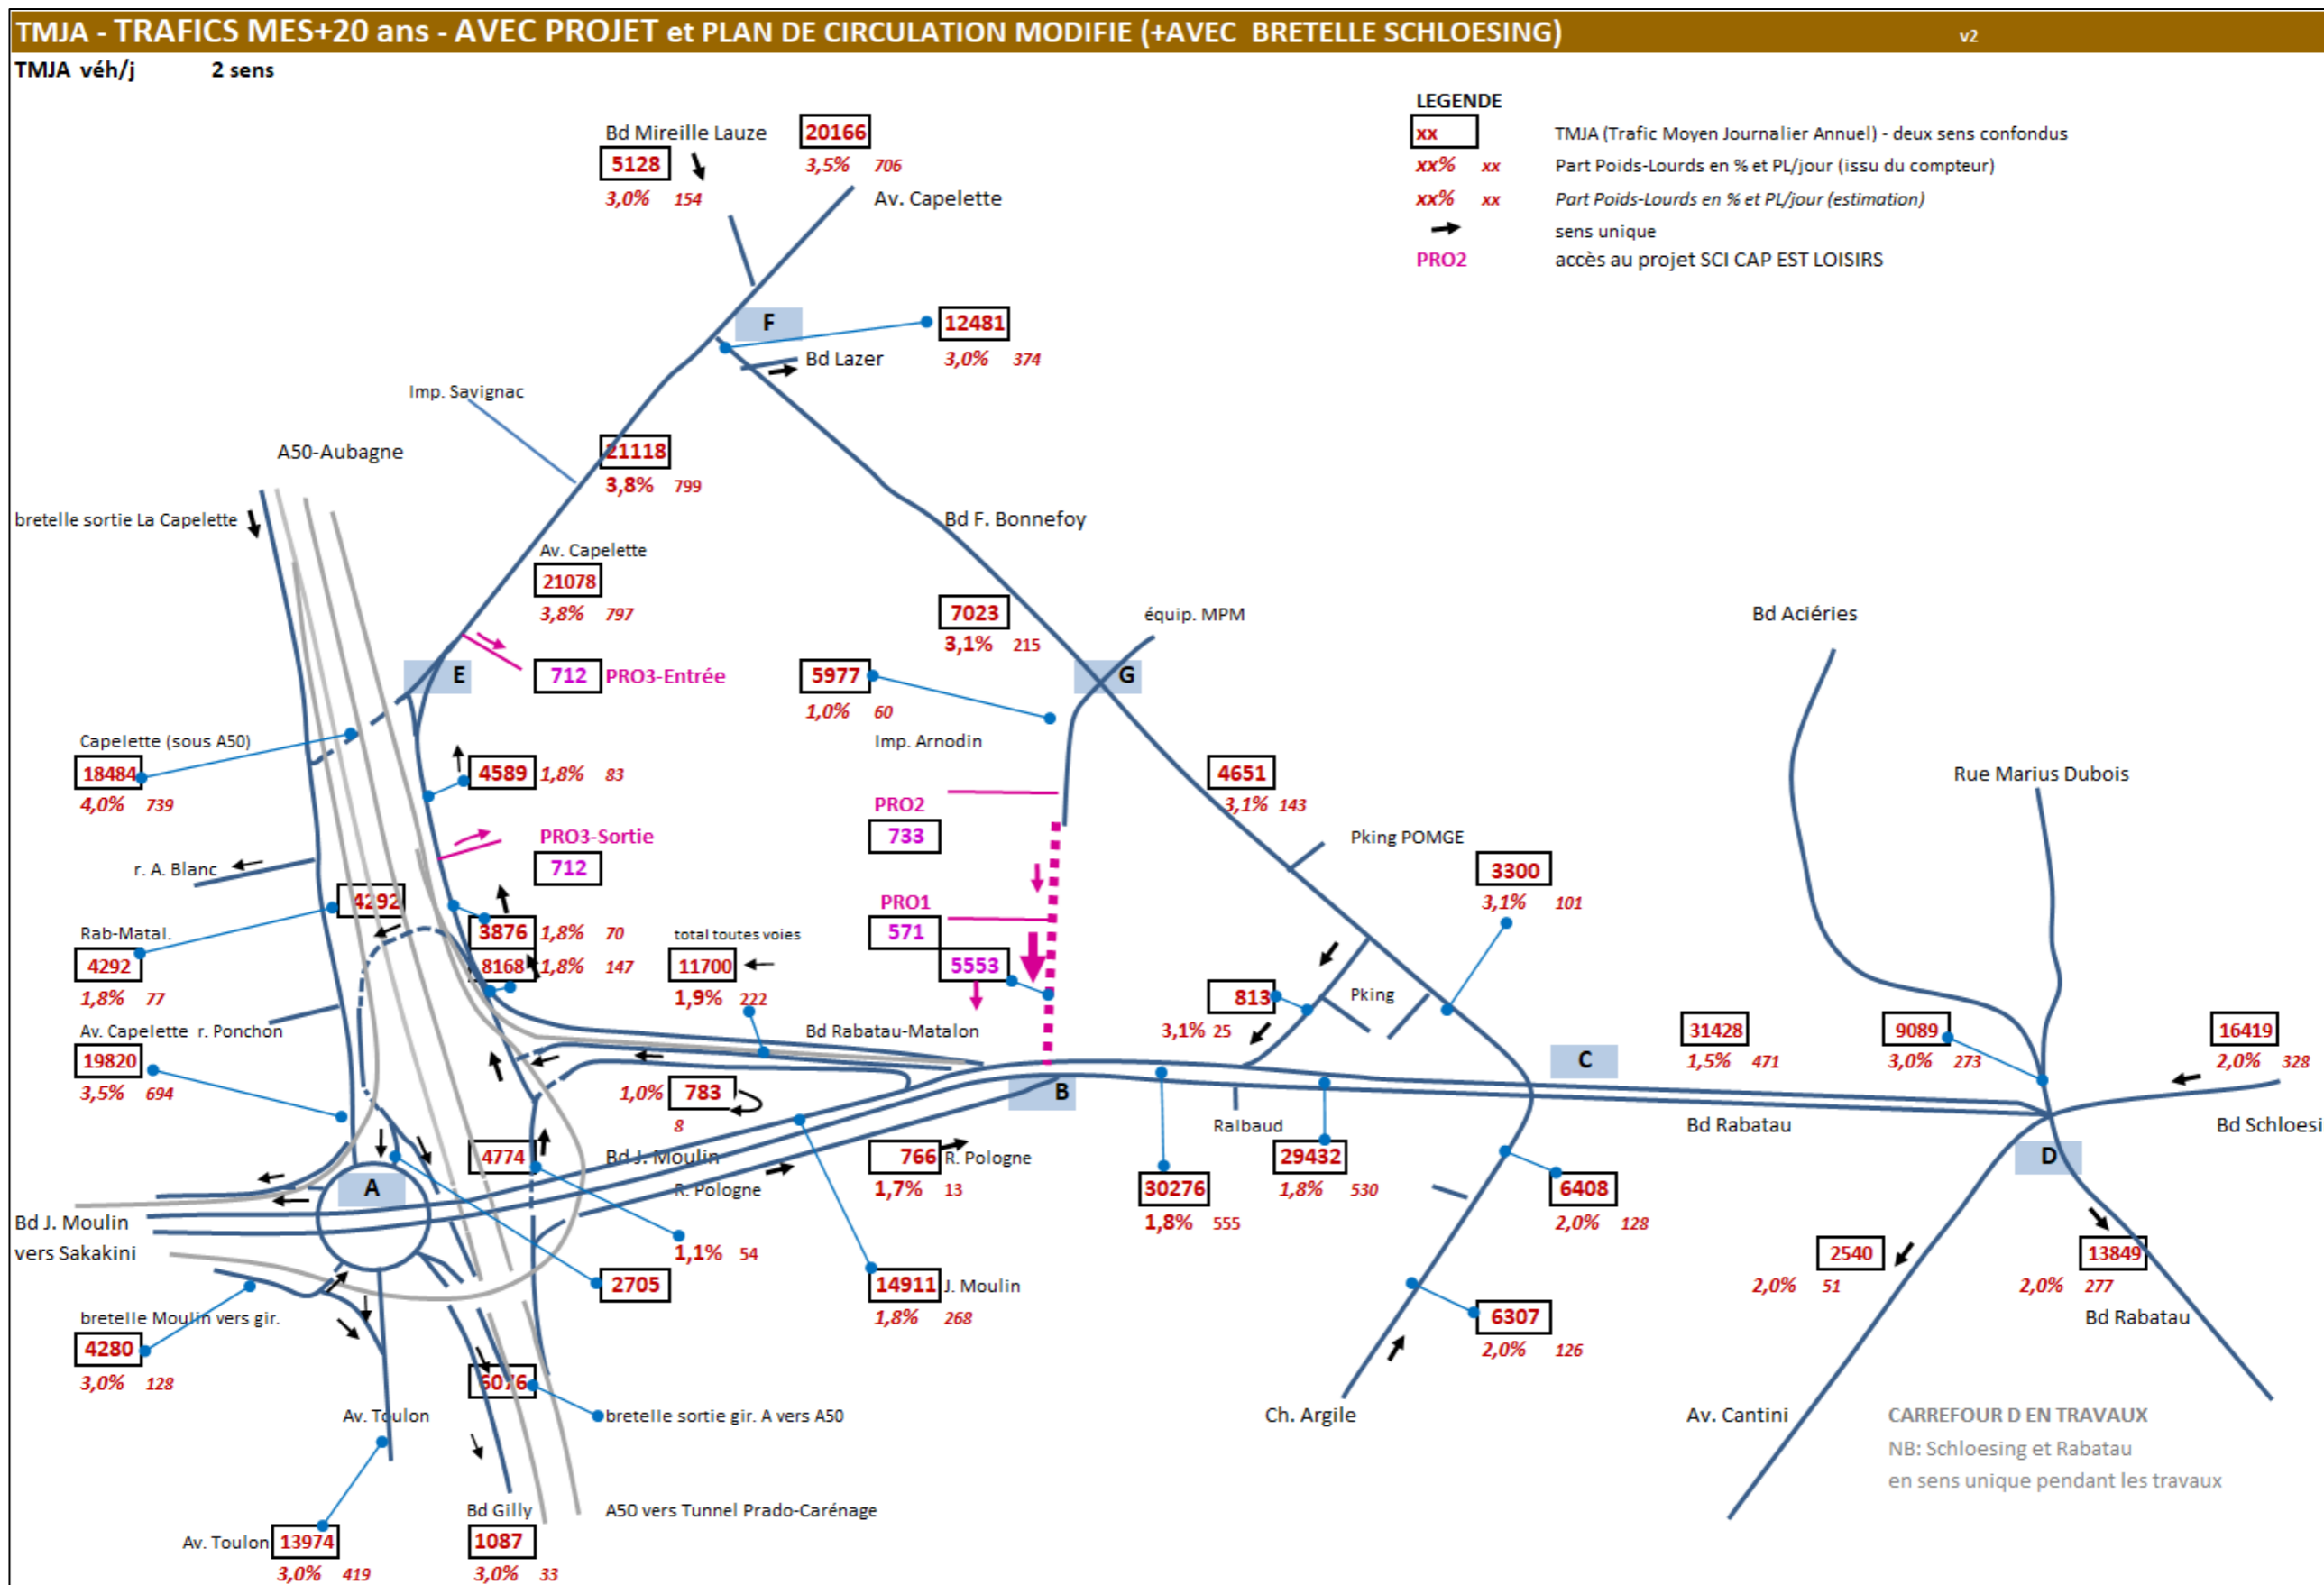 TMJA - TRAFICS MES+20 ans - AVEC PROJET et PLAN DE CIRCULATION MODIFIE (+AVEC BRETELLE SCHLOESING) v2
TMJA véh/j 2 sens
LEGENDE
xx TMJA (Trafic Moyen Journalier Annuel) - deux sens confondus
xx% xx Part Poids-Lourds en % et PL/jour (issu du compteur)
xx% xx Part Poids-Lourds en % et PL/jour (estimation)
sens unique
PRO2 accès au projet SCI CAP EST LOISIRS
Bd Mireille Lauze
5128
3,0% 154
20166
3,5% 706
Av. Capelette
F
12481
3,0% 374
Bd Lazer
Imp. Savignac
21118
3,8% 799
A50-Aubagne
bretelle sortie La Capelette
Bd F. Bonnefoy
Av. Capelette
21078
3,8% 797
7023
3,1% 215
équip. MPM
Bd Aciéries
E
712 PRO3-Entrée
5977
1,0% 60
Imp. Arnodin
G
Capelette (sous A50)
18484
4,0% 739
4589 1,8% 83
4651
3,1% 143
Rue Marius Dubois
PRO2
733
PRO3-Sortie
712
Pking POMGE
3300
3,1% 101
r. A. Blanc
4292
PRO1
571
Rab-Matal.
4292
1,8% 77
3876 1,8% 70
8168 1,8% 147
total toutes voies
11700
1,9% 222
5553
813
3,1% 25
Pking
Av. Capelette r. Ponchon
19820
3,5% 694
Bd Rabatau-Matalon
31428
1,5% 471
9089
3,0% 273
16419
2,0% 328
C
B
1,0% 783
8
Ralbaud
Bd Rabatau
Bd Schloesi
4774
Bd J. Moulin
766 R. Pologne
1,7% 13
R. Pologne
29432
1,8% 530
D
A
30276
1,8% 555
6408
2,0% 128
Bd J. Moulin
vers Sakakini
1,1% 54
2705
14911 J. Moulin
1,8% 268
2540
2,0% 51
13849
2,0% 277
Bd Rabatau
bretelle Moulin vers gir.
4280
3,0% 128
6307
2,0% 126
6076
bretelle sortie gir. A vers A50
Av. Toulon
Ch. Argile
Av. Cantini
CARREFOUR D EN TRAVAUX
NB: Schloesing et Rabatau
en sens unique pendant les travaux
Bd Gilly
1087
3,0% 33
A50 vers Tunnel Prado-Carénage
Av. Toulon 13974
3,0% 419